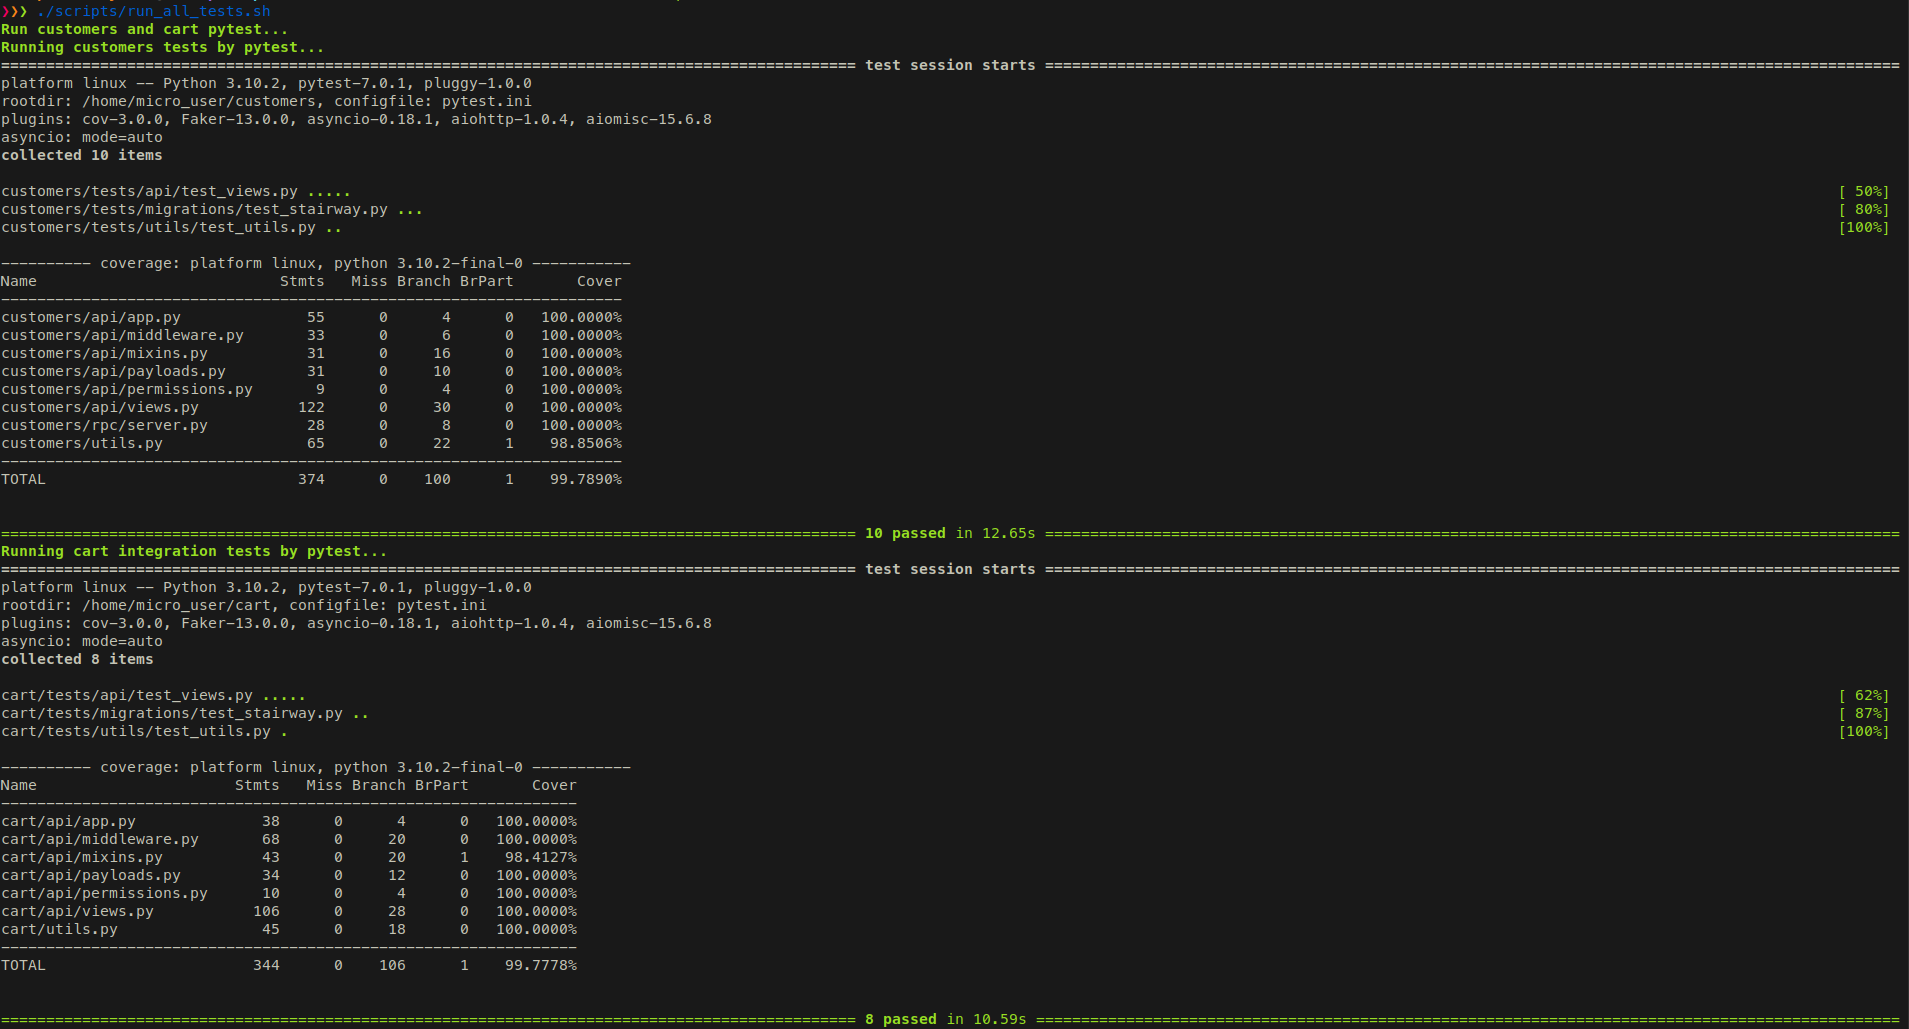 ❯❯❯ ./scripts/run_all_tests.sh
Run customers and cart pytest...
Running customers tests by pytest...
=============================================================================================== test session starts ===============================================================================================
platform linux -- Python 3.10.2, pytest-7.0.1, pluggy-1.0.0
rootdir: /home/micro_user/customers, configfile: pytest.ini
plugins: cov-3.0.0, Faker-13.0.0, asyncio-0.18.1, aiohttp-1.0.4, aiomisc-15.6.8
asyncio: mode=auto
collected 10 items

customers/tests/api/test_views.py ..... [ 50%]
customers/tests/migrations/test_stairway.py ... [ 80%]
customers/tests/utils/test_utils.py .. [100%]

---------- coverage: platform linux, python 3.10.2-final-0 -----------
Name                           Stmts   Miss Branch BrPart       Cover
---------------------------------------------------------------------
customers/api/app.py              55      0      4      0   100.0000%
customers/api/middleware.py       33      0      6      0   100.0000%
customers/api/mixins.py           31      0     16      0   100.0000%
customers/api/payloads.py         31      0     10      0   100.0000%
customers/api/permissions.py       9      0      4      0   100.0000%
customers/api/views.py           122      0     30      0   100.0000%
customers/rpc/server.py           28      0      8      0   100.0000%
customers/utils.py                65      0     22      1    98.8506%
---------------------------------------------------------------------
TOTAL                            374      0    100      1    99.7890%

=============================================================================================== 10 passed in 12.65s ===============================================================================================
Running cart integration tests by pytest...
=============================================================================================== test session starts ===============================================================================================
platform linux -- Python 3.10.2, pytest-7.0.1, pluggy-1.0.0
rootdir: /home/micro_user/cart, configfile: pytest.ini
plugins: cov-3.0.0, Faker-13.0.0, asyncio-0.18.1, aiohttp-1.0.4, aiomisc-15.6.8
asyncio: mode=auto
collected 8 items

cart/tests/api/test_views.py ..... [ 62%]
cart/tests/migrations/test_stairway.py .. [ 87%]
cart/tests/utils/test_utils.py . [100%]

---------- coverage: platform linux, python 3.10.2-final-0 -----------
Name                      Stmts   Miss Branch BrPart       Cover
----------------------------------------------------------------
cart/api/app.py              38      0      4      0   100.0000%
cart/api/middleware.py       68      0     20      0   100.0000%
cart/api/mixins.py           43      0     20      1    98.4127%
cart/api/payloads.py         34      0     12      0   100.0000%
cart/api/permissions.py      10      0      4      0   100.0000%
cart/api/views.py           106      0     28      0   100.0000%
cart/utils.py                45      0     18      0   100.0000%
----------------------------------------------------------------
TOTAL                       344      0    106      1    99.7778%

=============================================================================================== 8 passed in 10.59s ================================================================================================